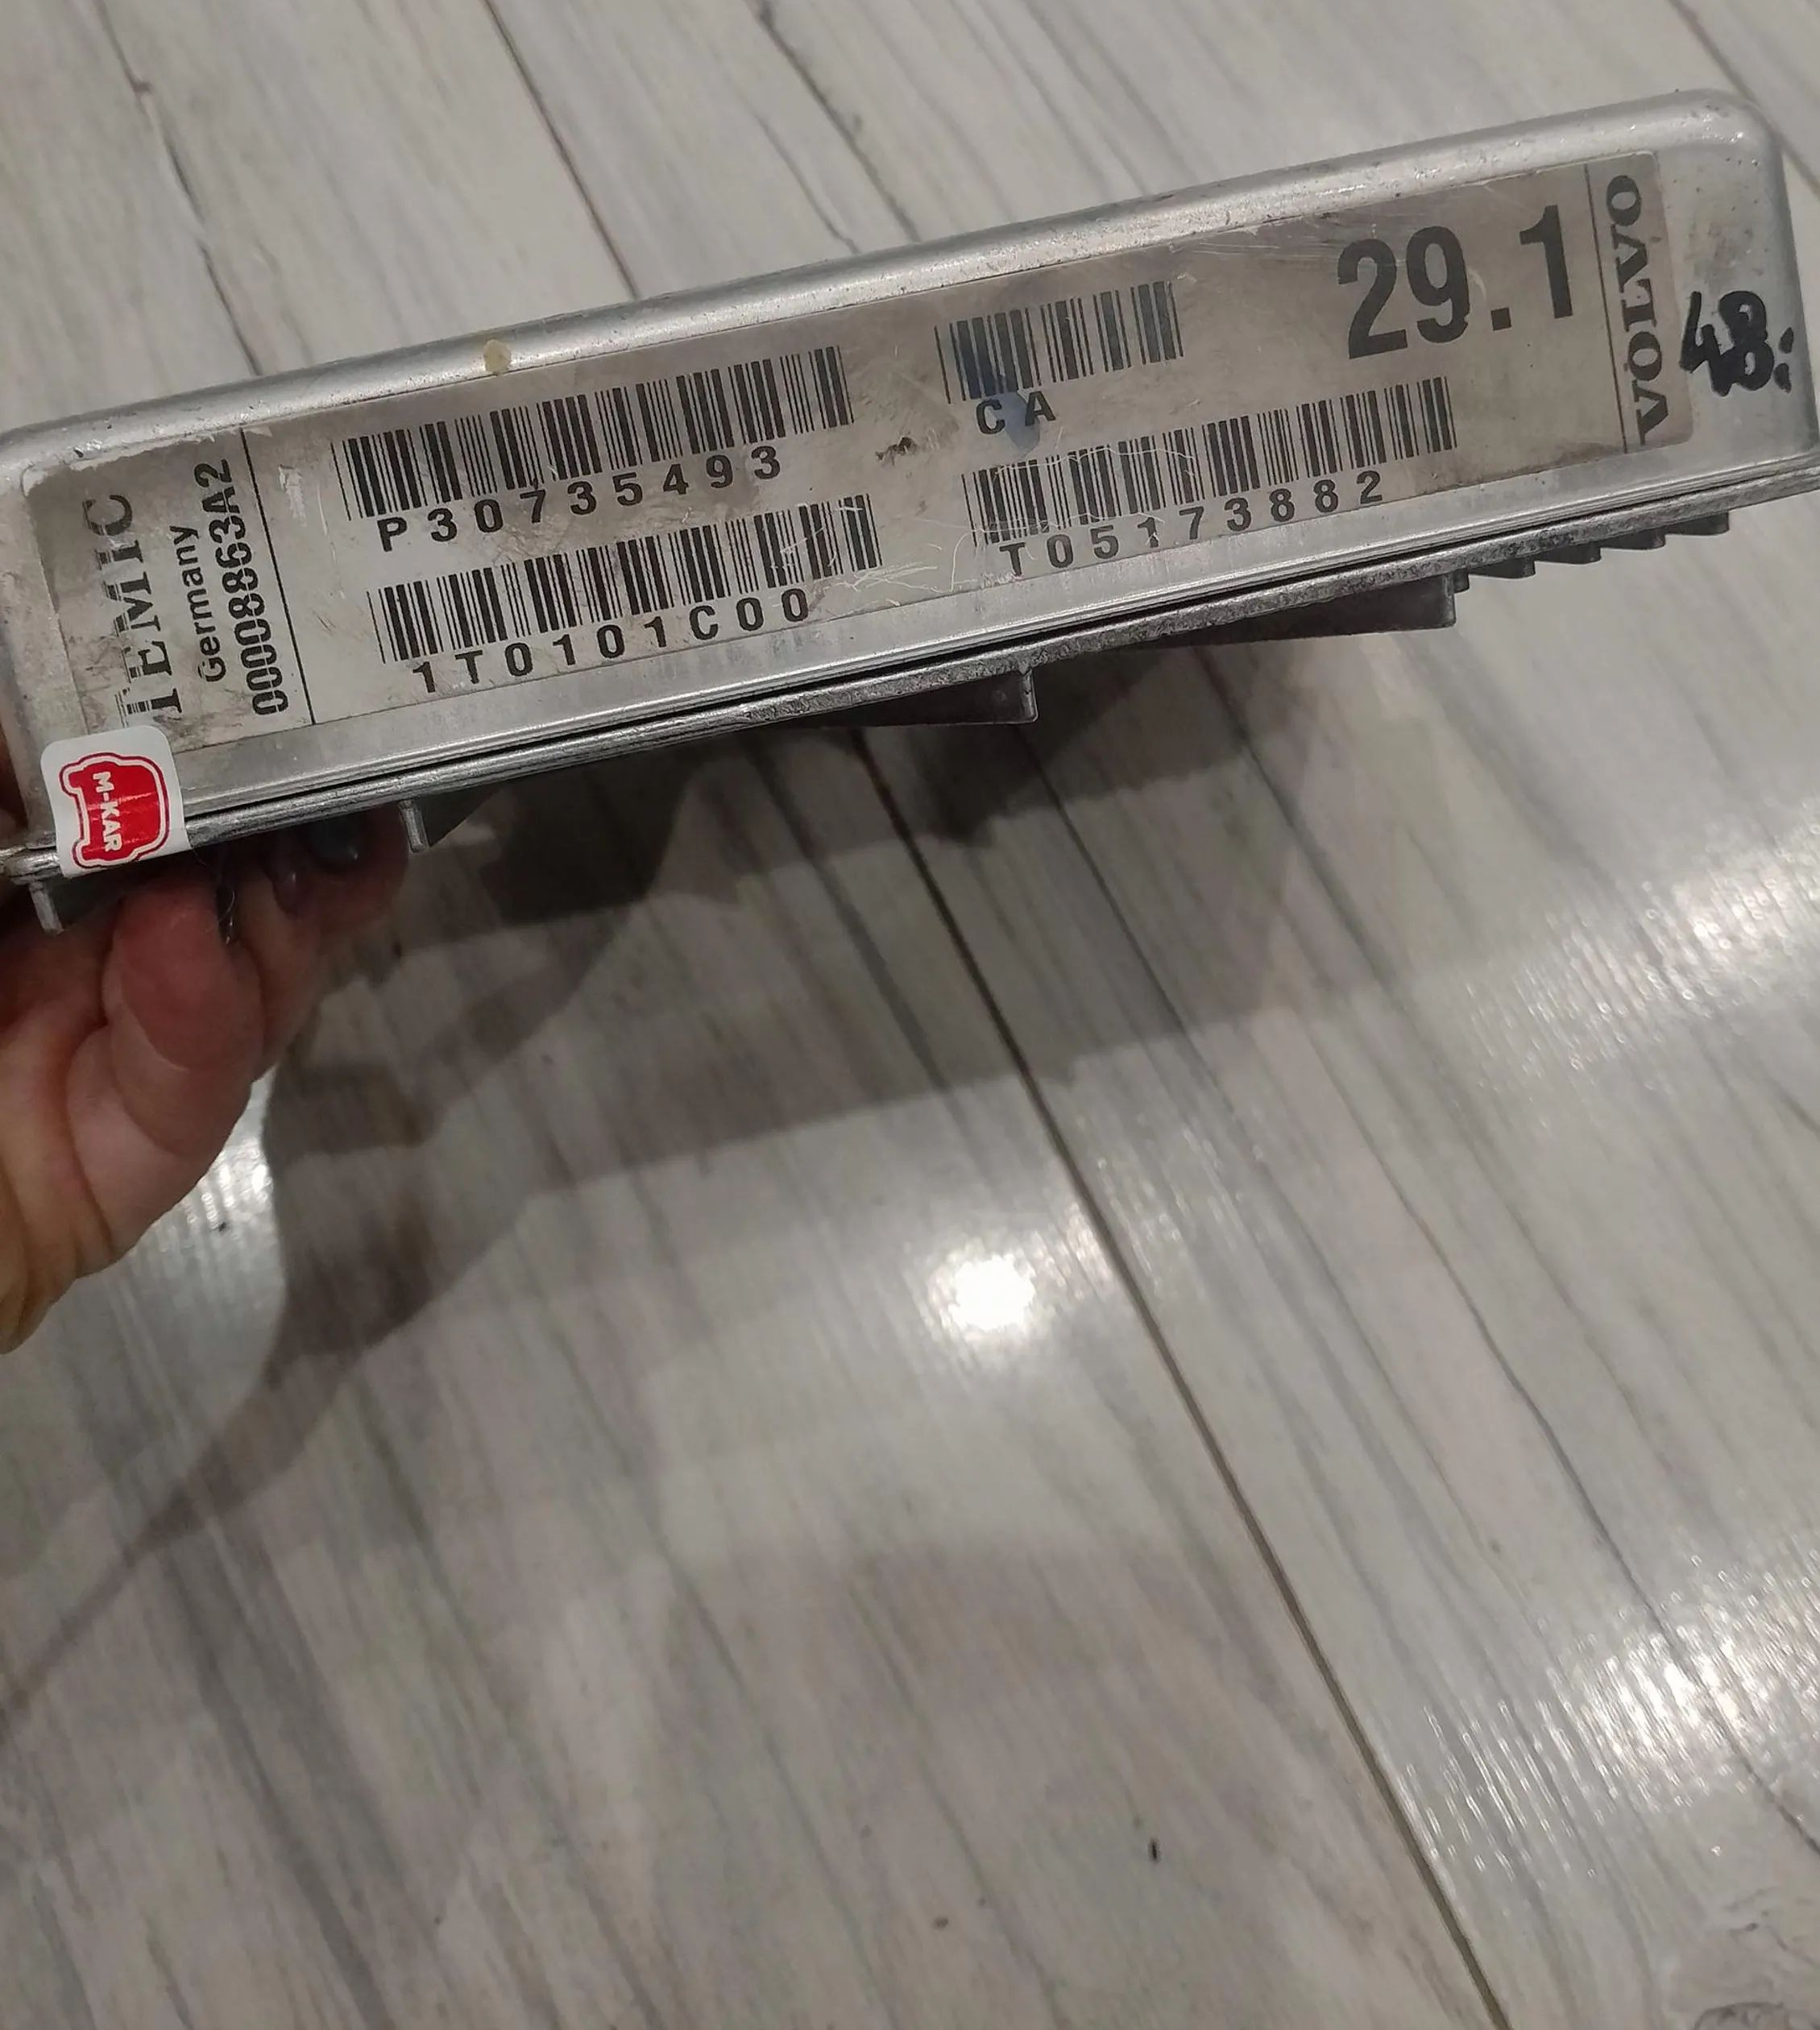 TEMIC
Germany
00008863A2
P30735493
1T0101C00
CA
T05173882
29.1
VOLVO
48:
M-KAR